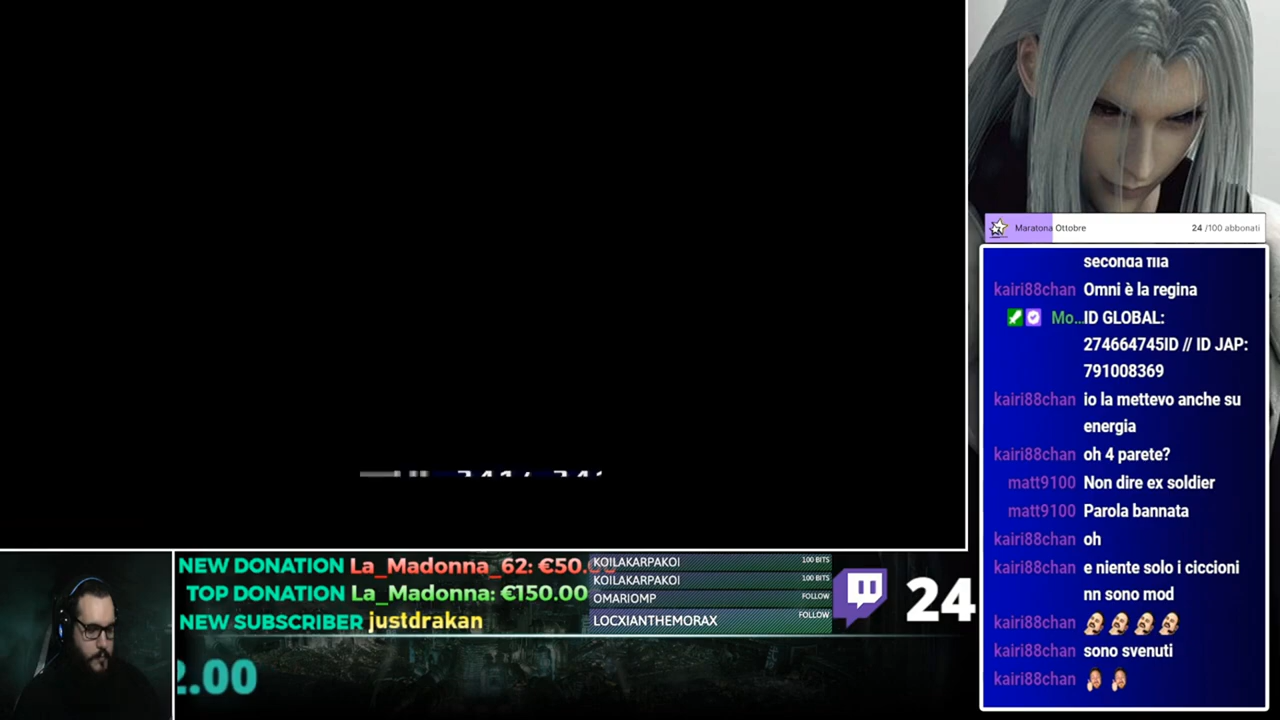 Maratona Ottobre
24 /100 abbonati
seconda fila
kairi88chan Omni è la regina
Mo... ID GLOBAL:
274664745ID // ID JAP:
791008369
kairi88chan io la mettevo anche su
energia
kairi88chan oh 4 parete?
matt9100 Non dire ex soldier
matt9100 Parola bannata
kairi88chan oh
kairi88chan e niente solo i ciccioni
nn sono mod
kairi88chan
kairi88chan sono svenuti
kairi88chan
NEW DONATION La_Madonna_62: €50.
TOP DONATION La_Madonna: €150.00
NEW SUBSCRIBER justdrakan
KOILAKARPAKOI 100 BITS
KOILAKARPAKOI 100 BITS
OMARIOMP FOLLOW
LOCXIANTHEMORAX FOLLOW
24
2.00